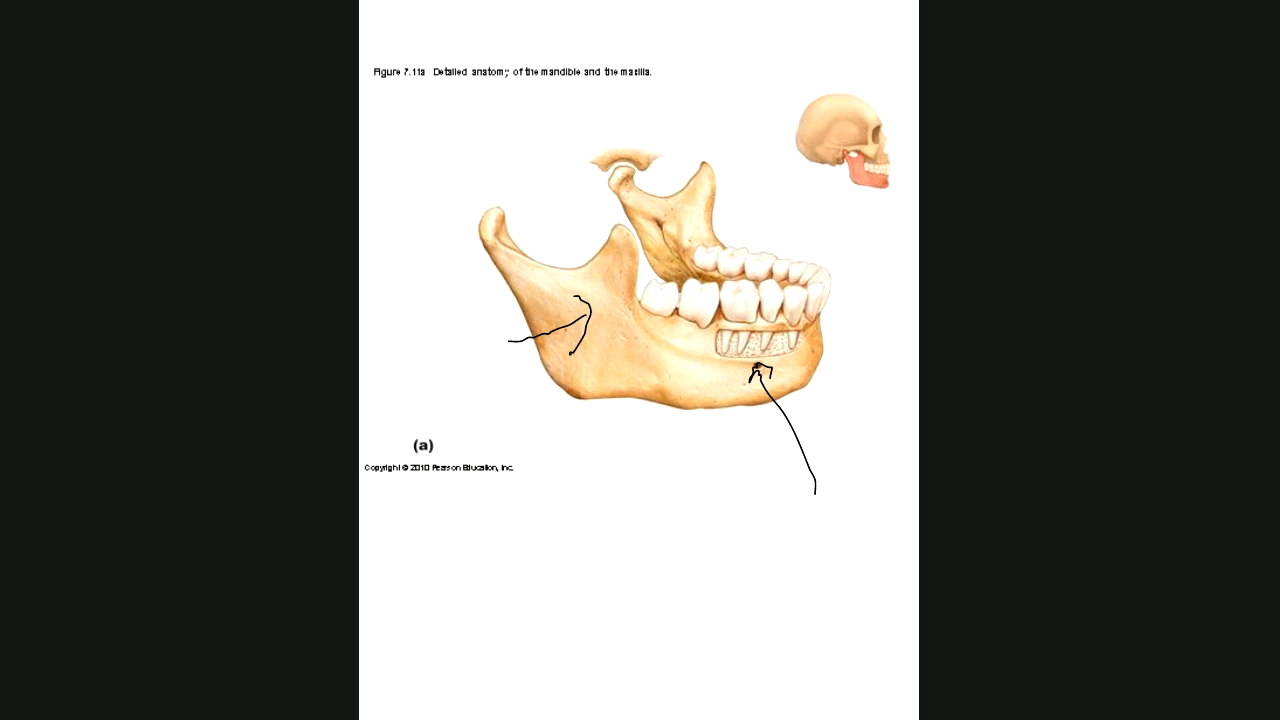 Figure 7.11a Detailed anatomy of the mandible and the maxilla.
(a)
Copyright © 2010 Pearson Education, Inc.